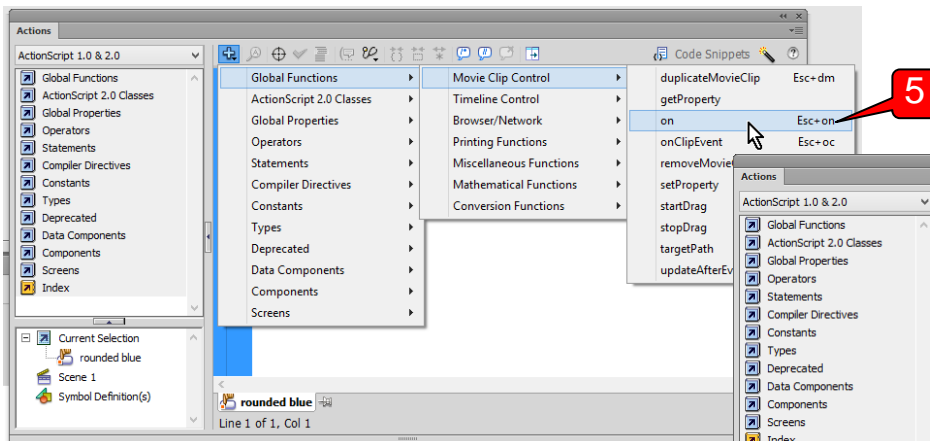 Actions
ActionScript 1.0 & 2.0
Code Snippets
Global Functions
ActionScript 2.0 Classes
Global Properties
Operators
Statements
Compiler Directives
Constants
Types
Deprecated
Data Components
Components
Screens
Index
Current Selection
rounded blue
Scene 1
Symbol Definition(s)
Global Functions
ActionScript 2.0 Classes
Global Properties
Operators
Statements
Compiler Directives
Constants
Types
Deprecated
Data Components
Components
Screens
Movie Clip Control
Timeline Control
Browser/Network
Printing Functions
Miscellaneous Functions
Mathematical Functions
Conversion Functions
duplicateMovieClip Esc+dm
getProperty
on Esc+on
onClipEvent Esc+oc
removeMovie
setProperty
startDrag
stopDrag
targetPath
updateAfterEv
5
rounded blue
Line 1 of 1, Col 1
Actions
ActionScript 1.0 & 2.0
Global Functions
ActionScript 2.0 Classes
Global Properties
Operators
Statements
Compiler Directives
Constants
Types
Deprecated
Data Components
Components
Screens
Index